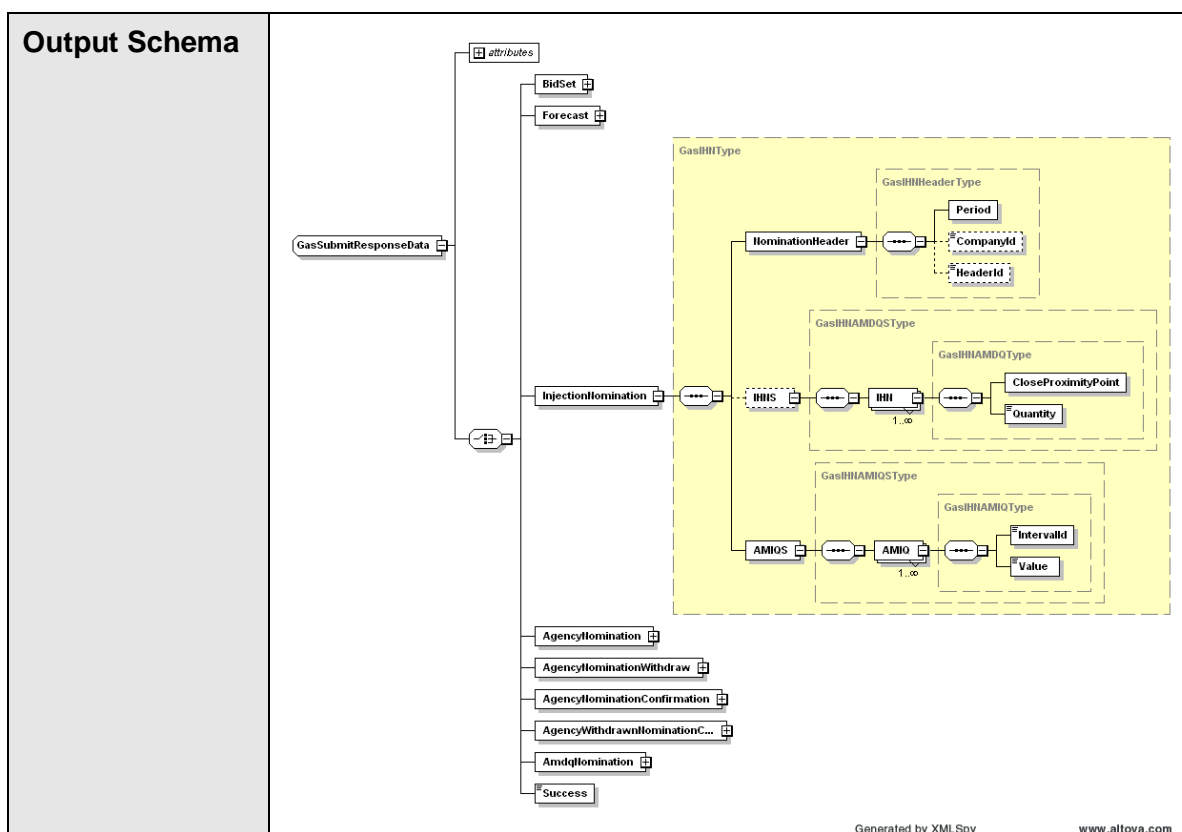 Output Schema
attributes
BidSet
Forecast
GasIHNType
GasIHNHeaderType
Period
GasSubmitResponseData
NominationHeader
CompanyId
HeaderId
GasIHNAMDQSType
GasIHNAMDQType
CloseProximityPoint
InjectionNomination
IHNS
IHN
Quantity
1..∞
GasIHNAMIQSType
GasIHNAMIQType
IntervalId
AMIQS
AMIQ
Value
1..∞
AgencyNomination
AgencyNominationWithdraw
AgencyNominationConfirmation
AgencyWithdrawnNominationC...
AmdqNomination
Success
Generated by XMLSpy
www.altova.com